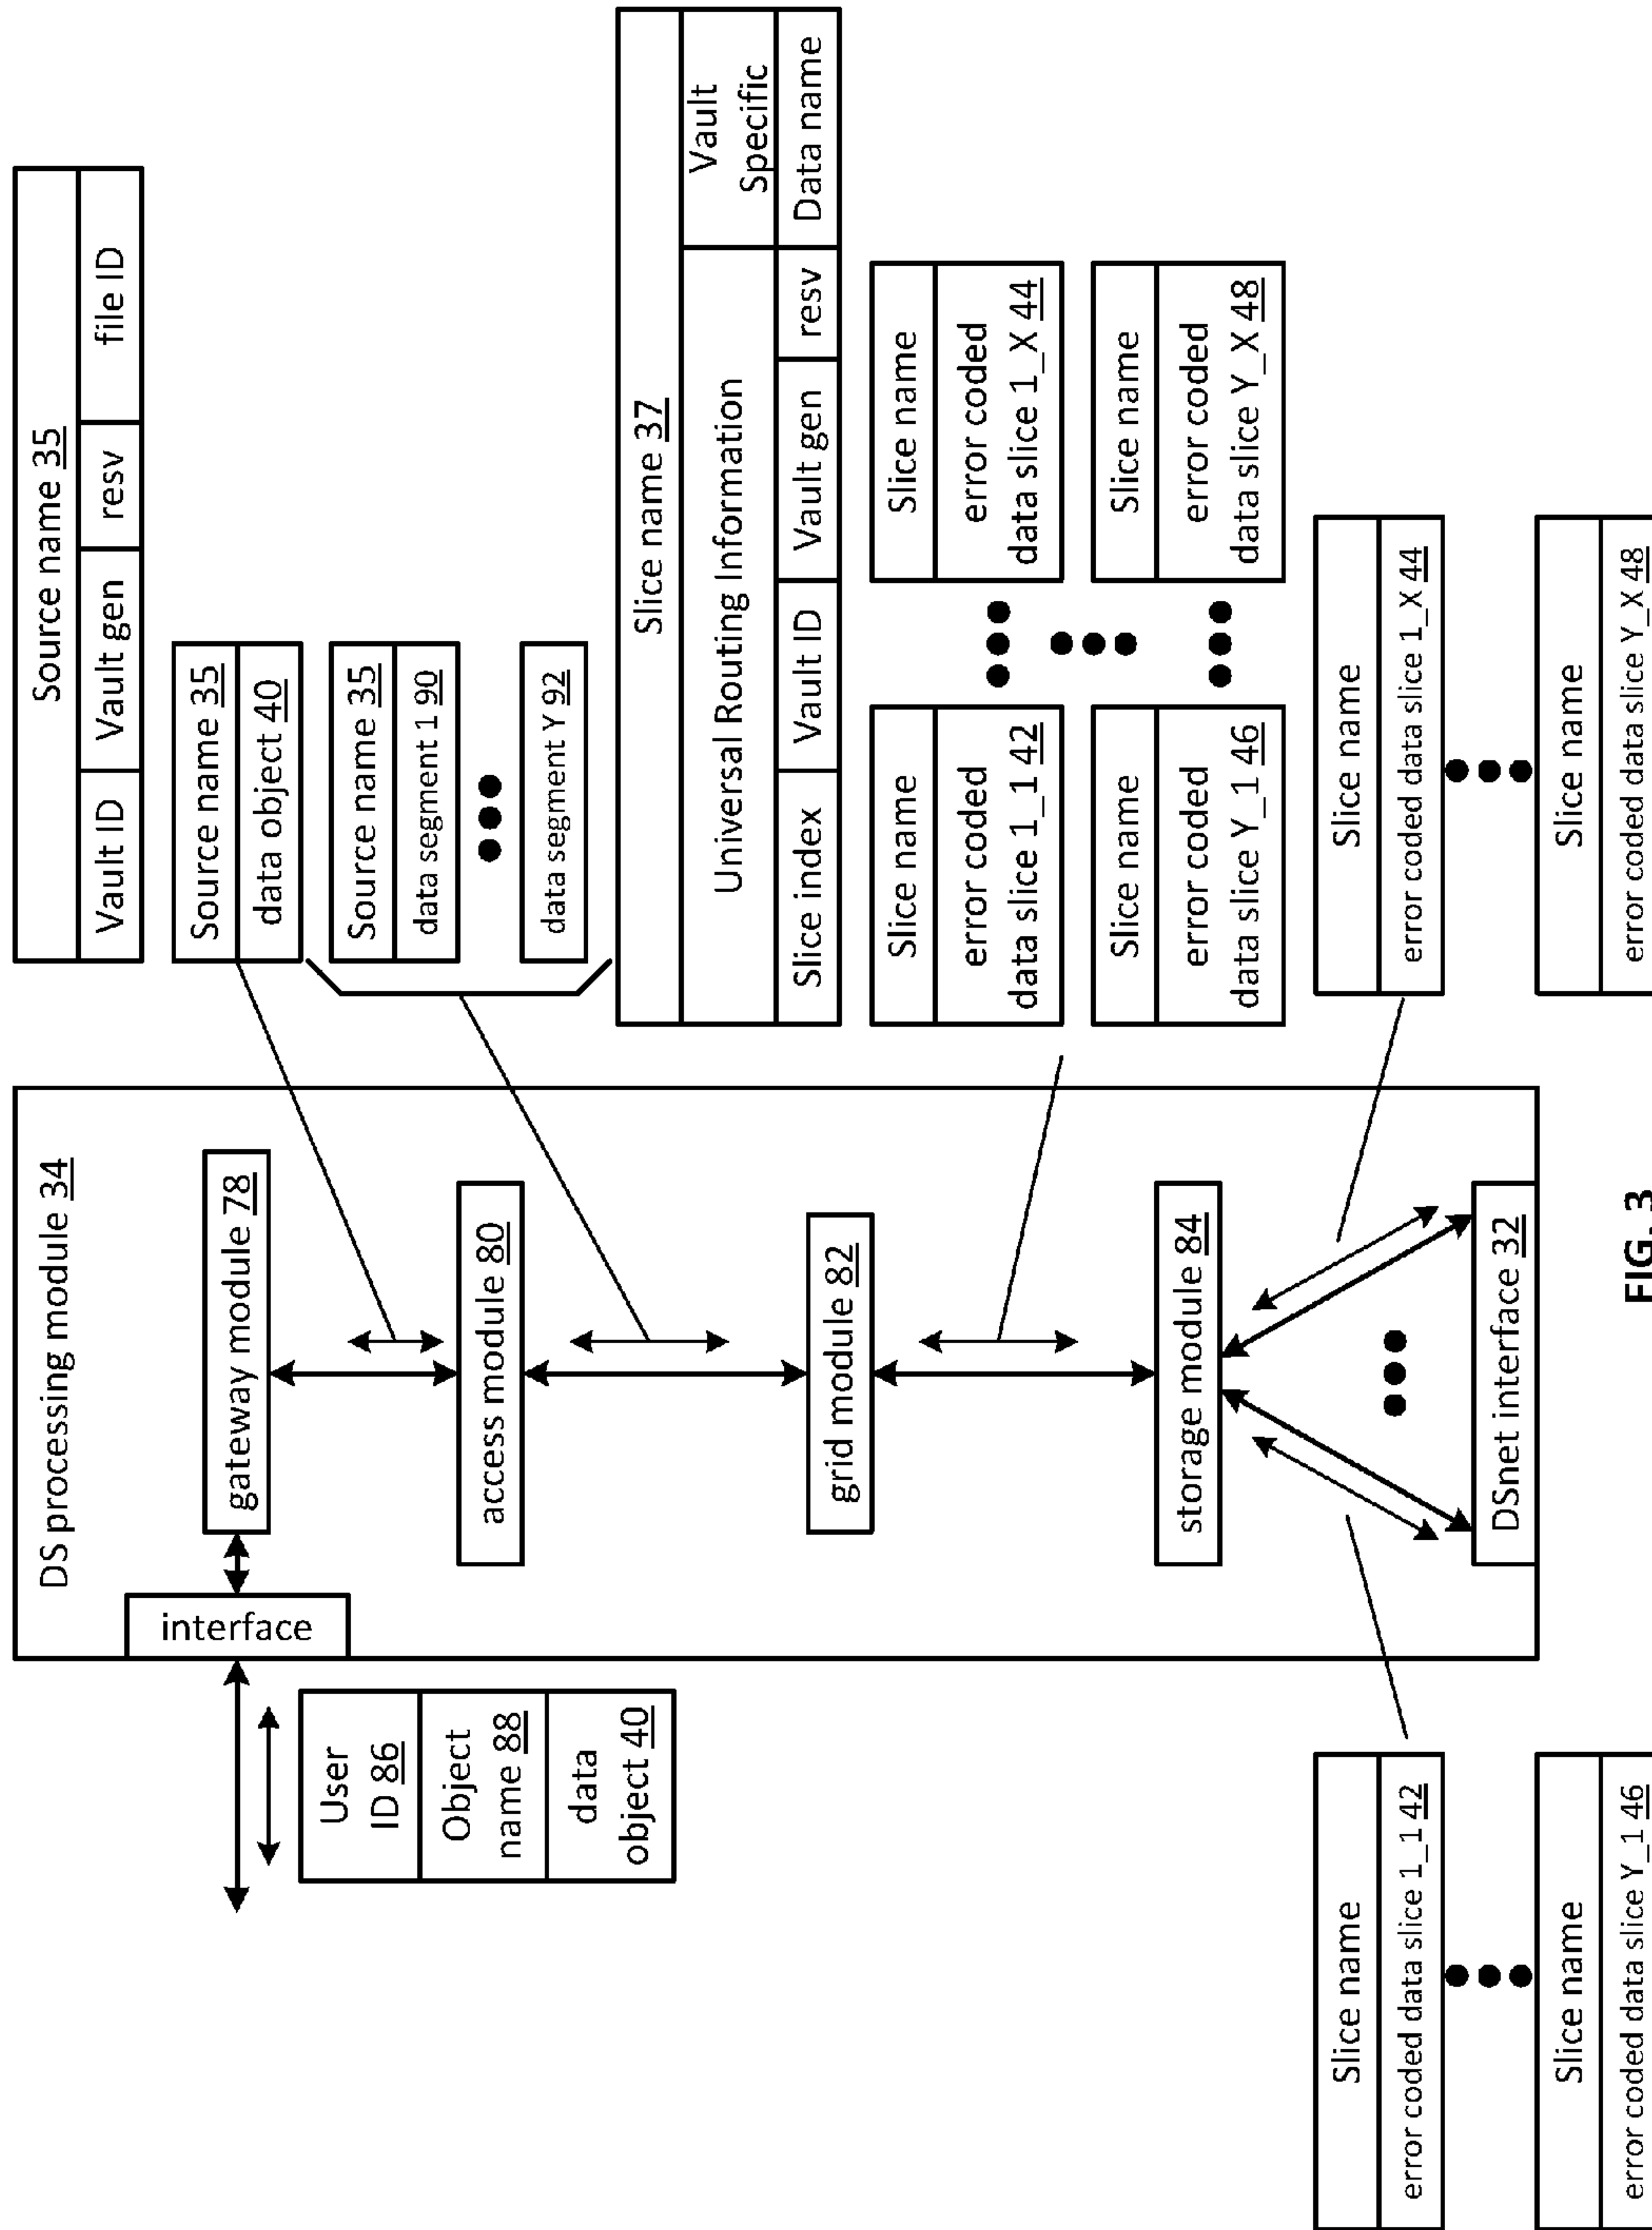 DS processing module 34
interface
gateway module 78
access module 80
grid module 82
storage module 84
DSnet interface 32
User
ID 86
Object
name 88
data
object 40
Source name 35
Vault ID
Vault gen
resv
file ID
Source name 35
data object 40
Source name 35
data segment 1 90
data segment Y 92
Slice name 37
Universal Routing Information
Vault
Specific
Slice index
Vault ID
Vault gen
resv
Data name
Slice name
error coded
data slice 1_1 42
Slice name
error coded
data slice 1_X 44
Slice name
error coded
data slice Y_1 46
Slice name
error coded
data slice Y_X 48
Slice name
error coded data slice 1_1 42
Slice name
error coded data slice Y_1 46
Slice name
error coded data slice 1_X 44
Slice name
error coded data slice Y_X 48
FIG. 3